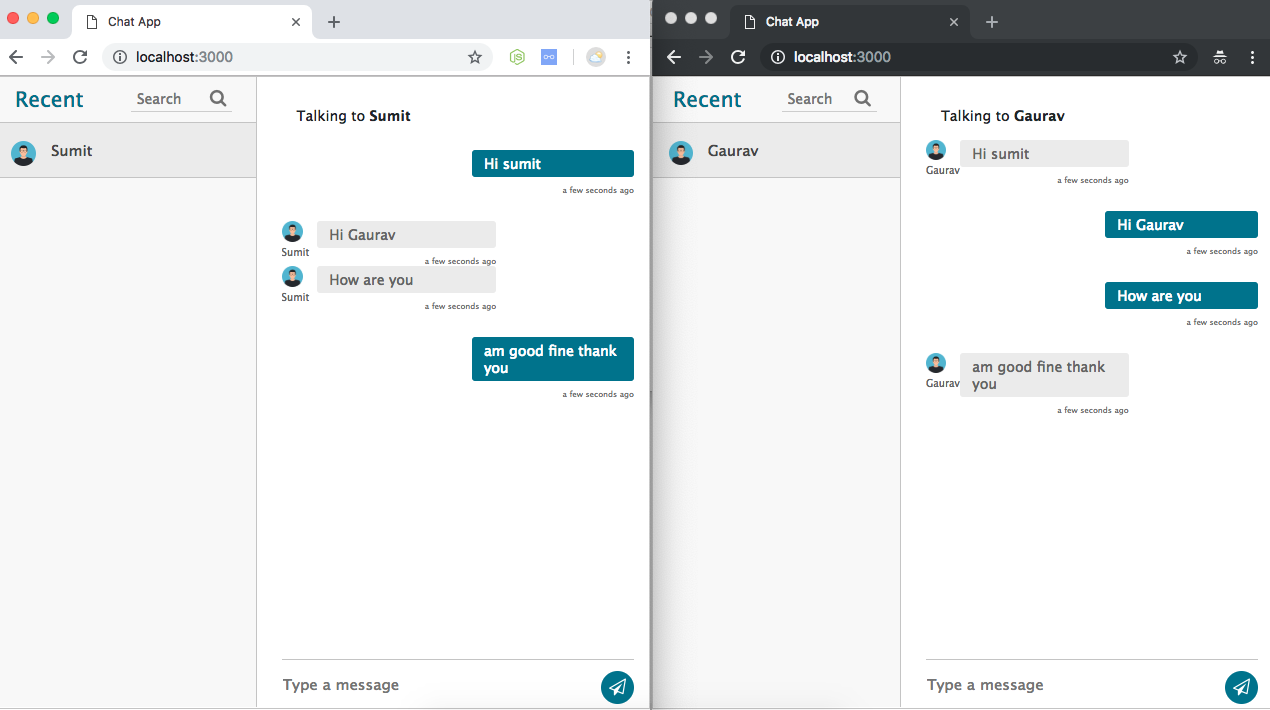 Chat App
localhost:3000
Recent
Search
Sumit
Talking to Sumit
Hi sumit
a few seconds ago
Hi Gaurav
Sumit
a few seconds ago
How are you
Sumit
a few seconds ago
am good fine thank
you
a few seconds ago
Type a message
Chat App
localhost:3000
Recent
Search
Gaurav
Talking to Gaurav
Hi sumit
Gaurav
a few seconds ago
Hi Gaurav
a few seconds ago
How are you
a few seconds ago
am good fine thank
you
Gaurav
a few seconds ago
Type a message